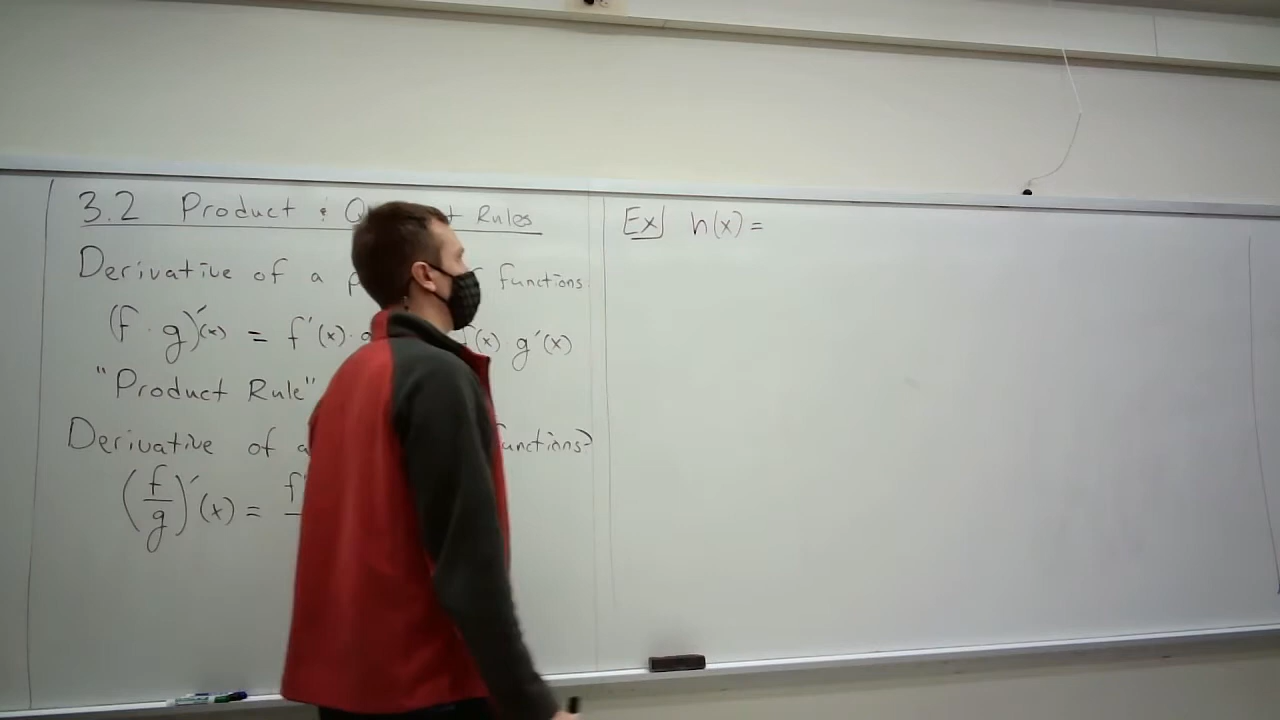 3.2 Product & Rules
Derivative of a functions
(f · g)'(x) = f'(x) · f(x) · g'(x)
"Product Rule"
Derivative of a functions?
(f/g)'(x) = f'
Ex] h(x) =